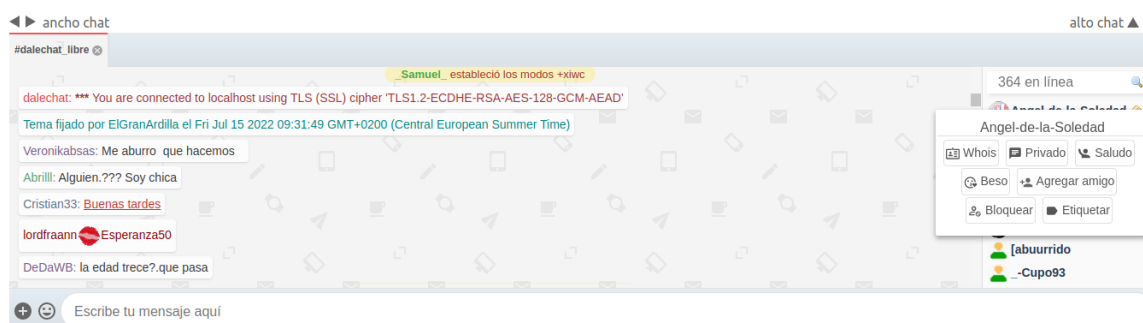 ancho chat
alto chat
#dalechat_libre
_Samuel_ estableció los modos +xiwc
dalechat: *** You are connected to localhost using TLS (SSL) cipher 'TLS1.2-ECDHE-RSA-AES-128-GCM-AEAD'
Tema fijado por ElGranArdilla el Fri Jul 15 2022 09:31:49 GMT+0200 (Central European Summer Time)
Veronikabsas: Me aburro que hacemos
Abrilll: Alguien.??? Soy chica
Cristian33: Buenas tardes
lordfraann Esperanza50
DeDaWB: la edad trece?.que pasa
Escribe tu mensaje aquí
364 en línea
Angel-de-la-Soledad
Angel-de-la-Soledad
Whois Privado Saludo
Beso Agregar amigo
Bloquear Etiquetar
[abuurrido
_-Cupo93